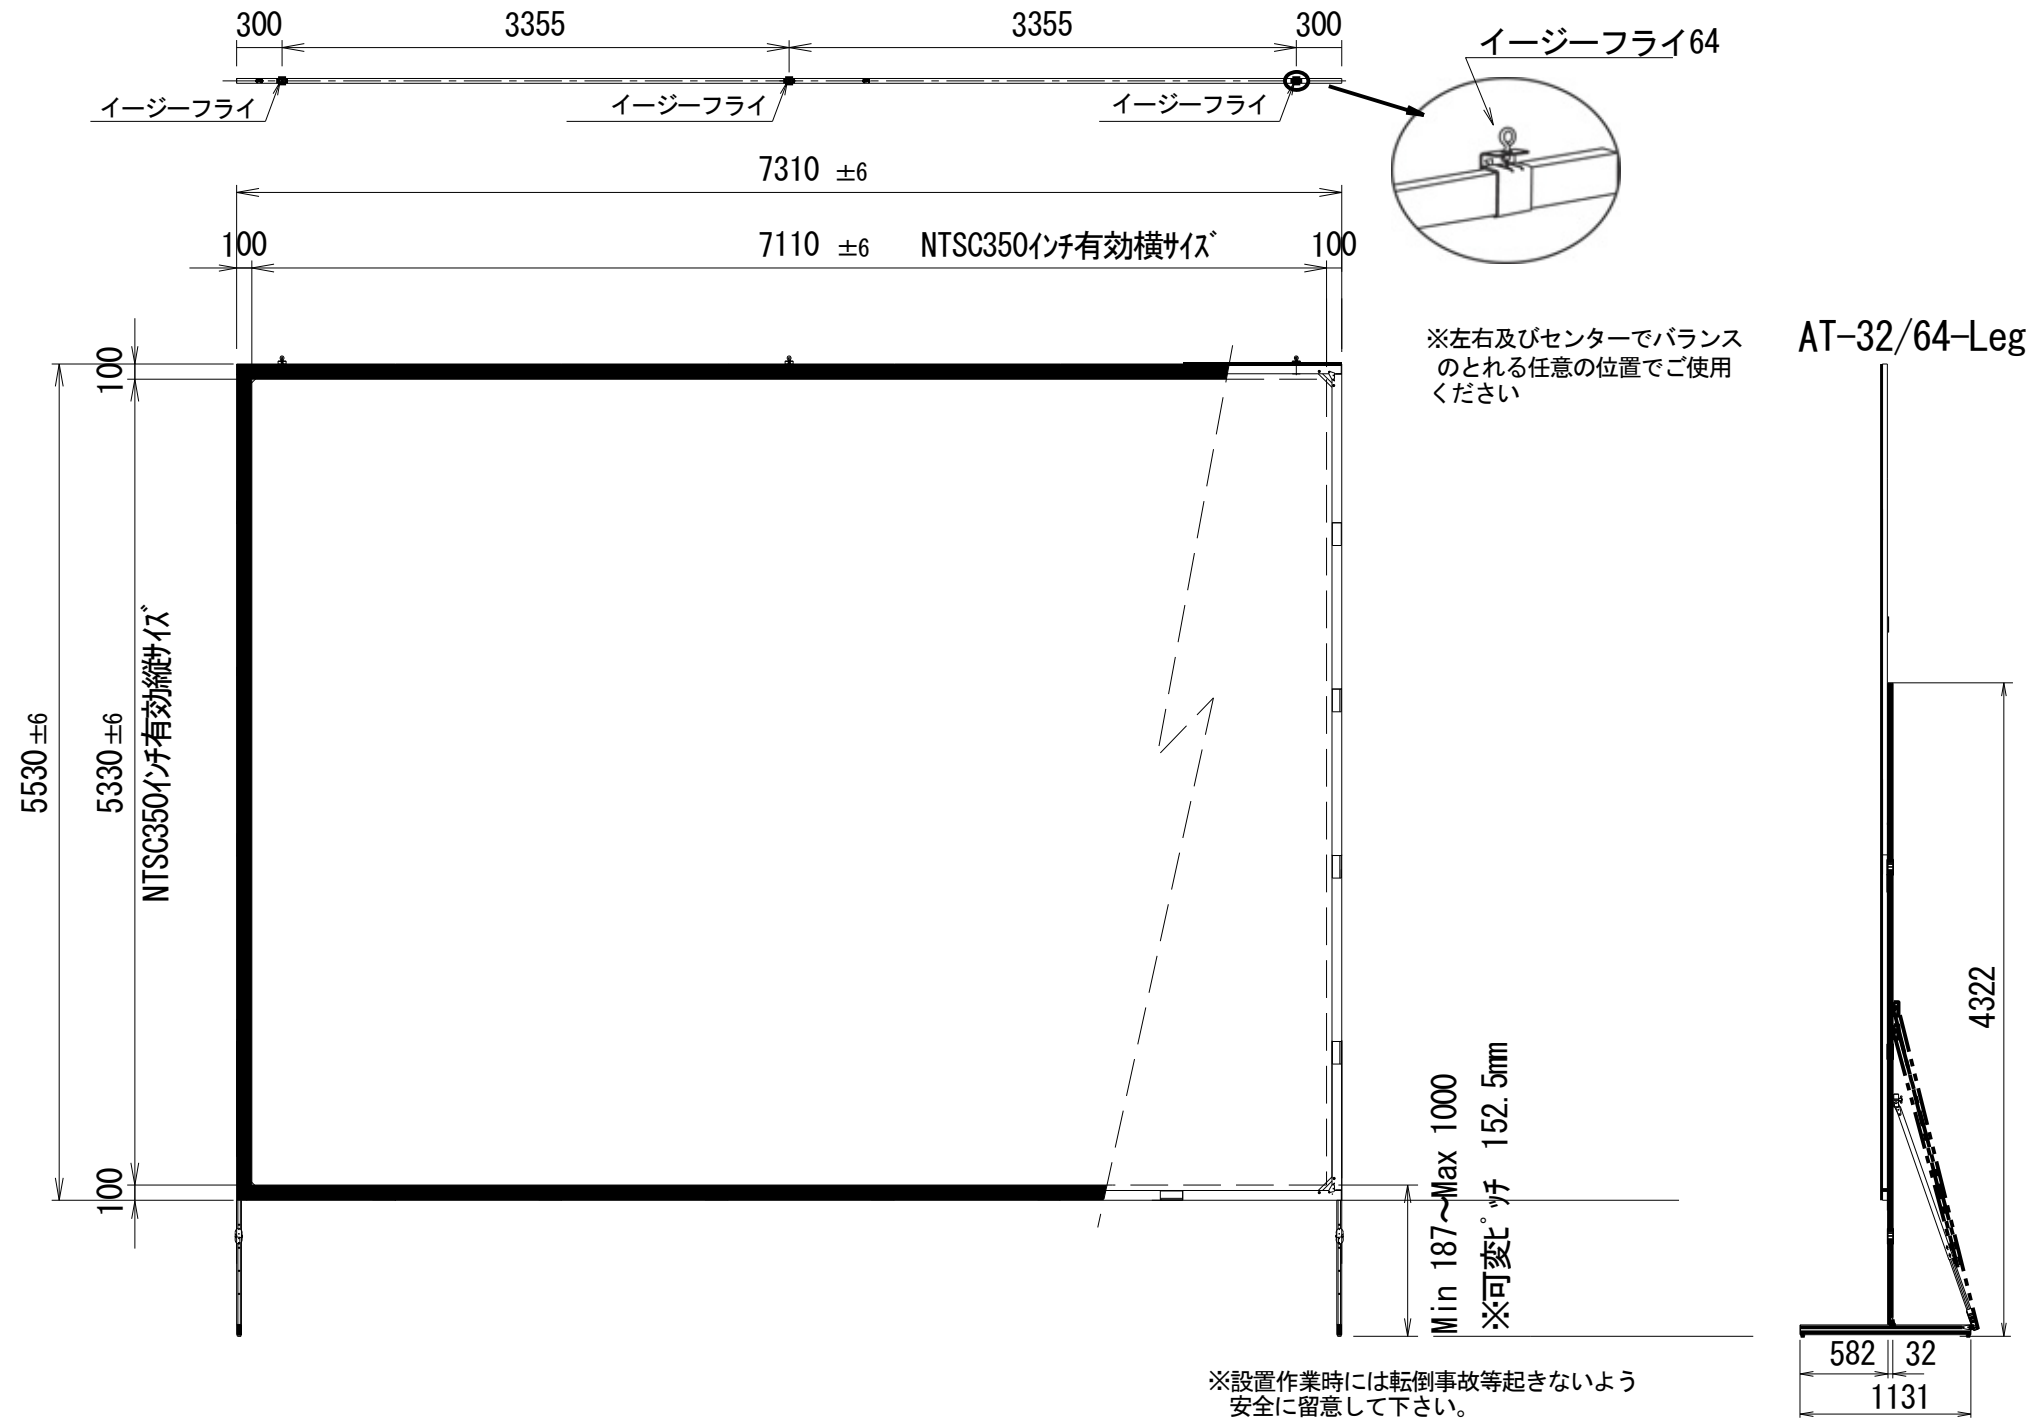 300
3355
3355
300
イージーフライ64
イージーフライ
イージーフライ
イージーフライ
7310 ±6
100
7110 ±6 NTSC350インチ有効横サイズ
100
※左右及びセンターでバランス
のとれる任意の位置でご使用
ください
AT-32/64-Leg
100
5530±6
5330±6
NTSC350インチ有効縦サイズ
100
Min 187～Max 1000
※可変ピッチ 152.5mm
4322
582
32
1131
※設置作業時には転倒事故等起きないよう
安全に留意して下さい。